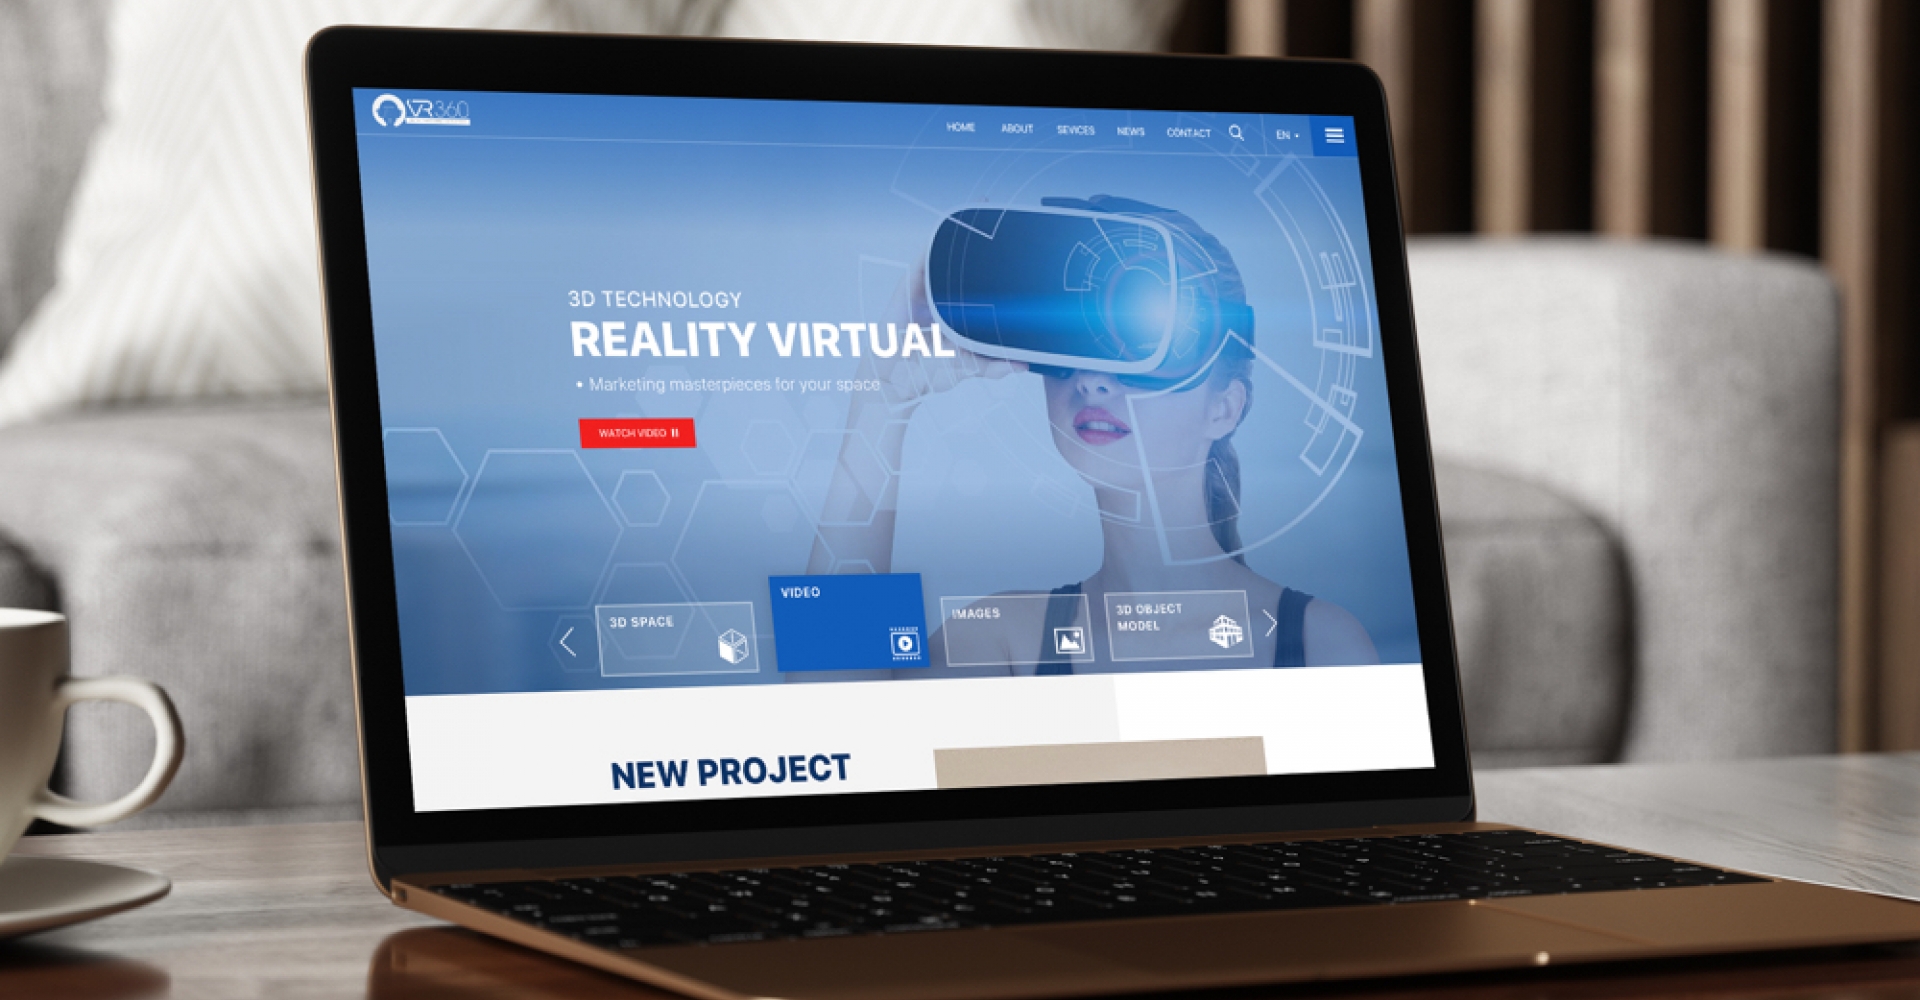 VR360
HOME ABOUT SEVICES NEWS CONTACT EN
3D TECHNOLOGY
REALITY VIRTUAL
• Marketing masterpieces for your space
WATCH VIDEO
3D SPACE
VIDEO
IMAGES
3D OBJECT
MODEL
NEW PROJECT